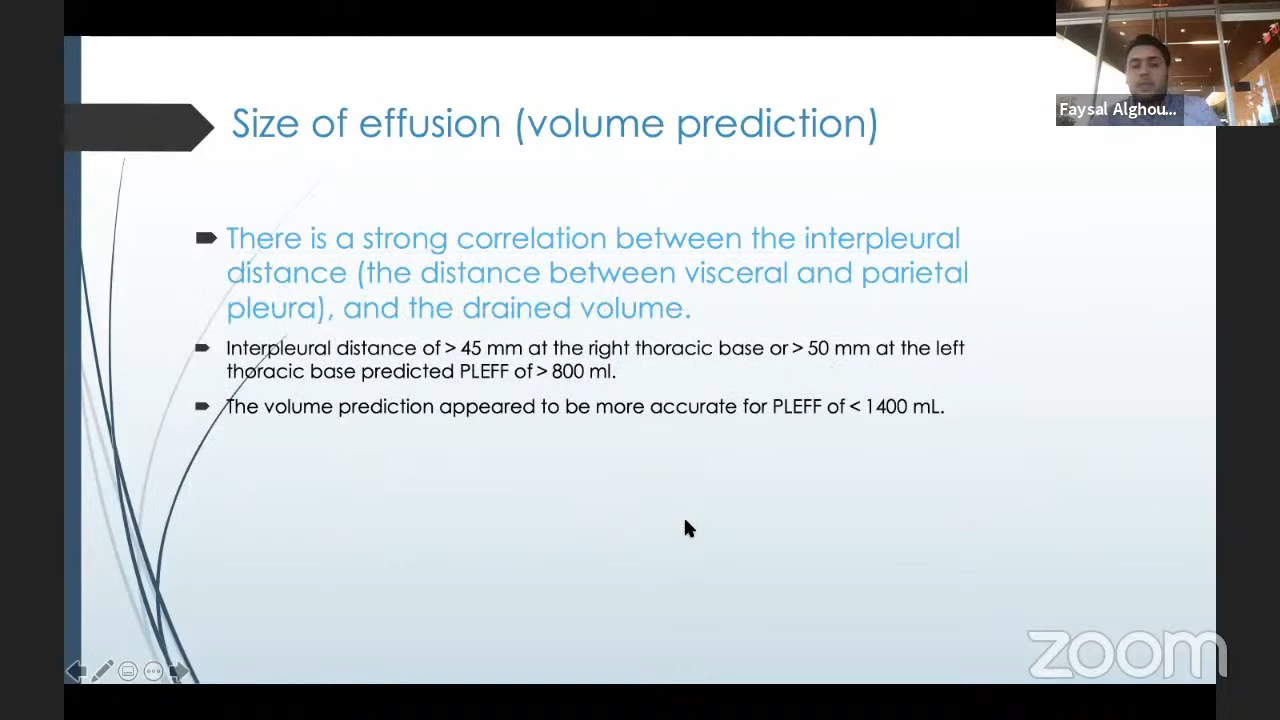 Faysal Alghou...
Size of effusion (volume prediction)
There is a strong correlation between the interpleural
distance (the distance between visceral and parietal
pleura), and the drained volume.
Interpleural distance of > 45 mm at the right thoracic base or > 50 mm at the left
thoracic base predicted PLEFF of > 800 ml.
The volume prediction appeared to be more accurate for PLEFF of < 1400 mL.
zoom